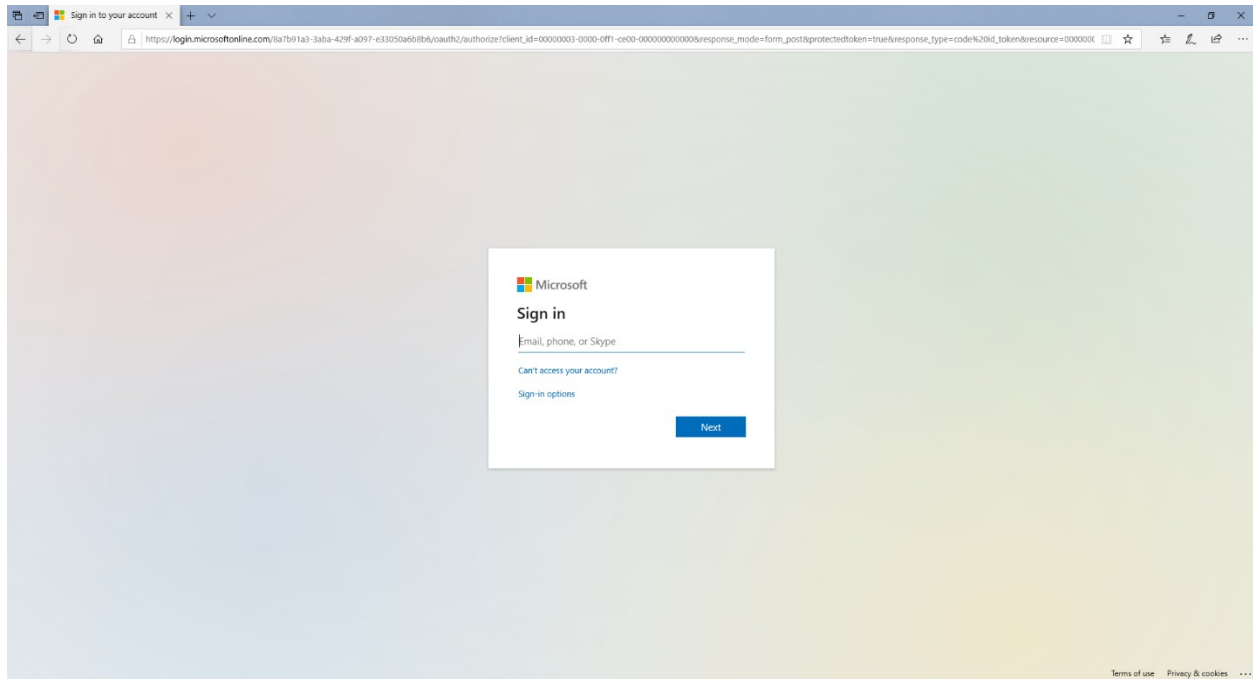 Sign in to your account
https://login.microsoftonline.com/8a7b91a3-3aba-429f-a097-e33050a6b8b6/oauth2/authorize?client_id=00000003-0000-0ff1-ce00-000000000000&response_mode=form_post&protectedtoken=true&response_type=code%20id_token&resource=000000
Microsoft
Sign in
Email, phone, or Skype
Can't access your account?
Sign-in options
Next
Terms of use Privacy & cookies ...